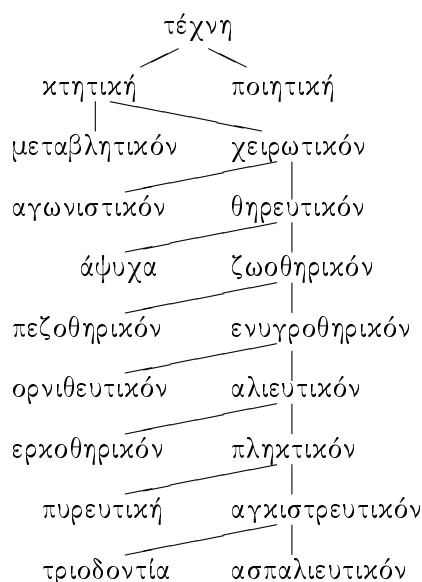 τέχνη
κτητική ποιητική
μεταβλητικόν χειρωτικόν
αγωνιστικόν θηρευτικόν
άψυχα ζωοθηρικόν
πεζοθηρικόν ενυγροθηρικόν
ορνιθευτικόν αλιευτικόν
ερκοθηρικόν πληκτικόν
πυρευτική αγκιστρευτικόν
τριοδοντία ασπαλιευτικόν